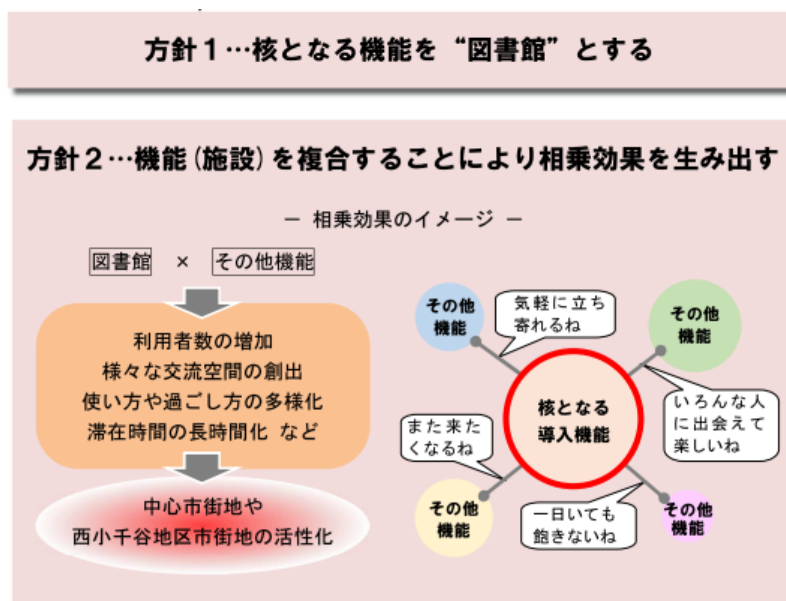 方針1…核となる機能を“図書館”とする
方針2…機能(施設)を複合することにより相乗効果を生み出す
－ 相乗効果のイメージ －
図書館 × その他機能
利用者数の増加
様々な交流空間の創出
使い方や過ごし方の多様化
滞在時間の長時間化 など
中心市街地や
西小千谷地区市街地の活性化
その他
機能
気軽に立ち
寄れるね
その他
機能
核となる
導入機能
いろんな人
に出会えて
楽しいね
また来た
くなるね
その他
機能
一日いても
飽きないね
その他
機能